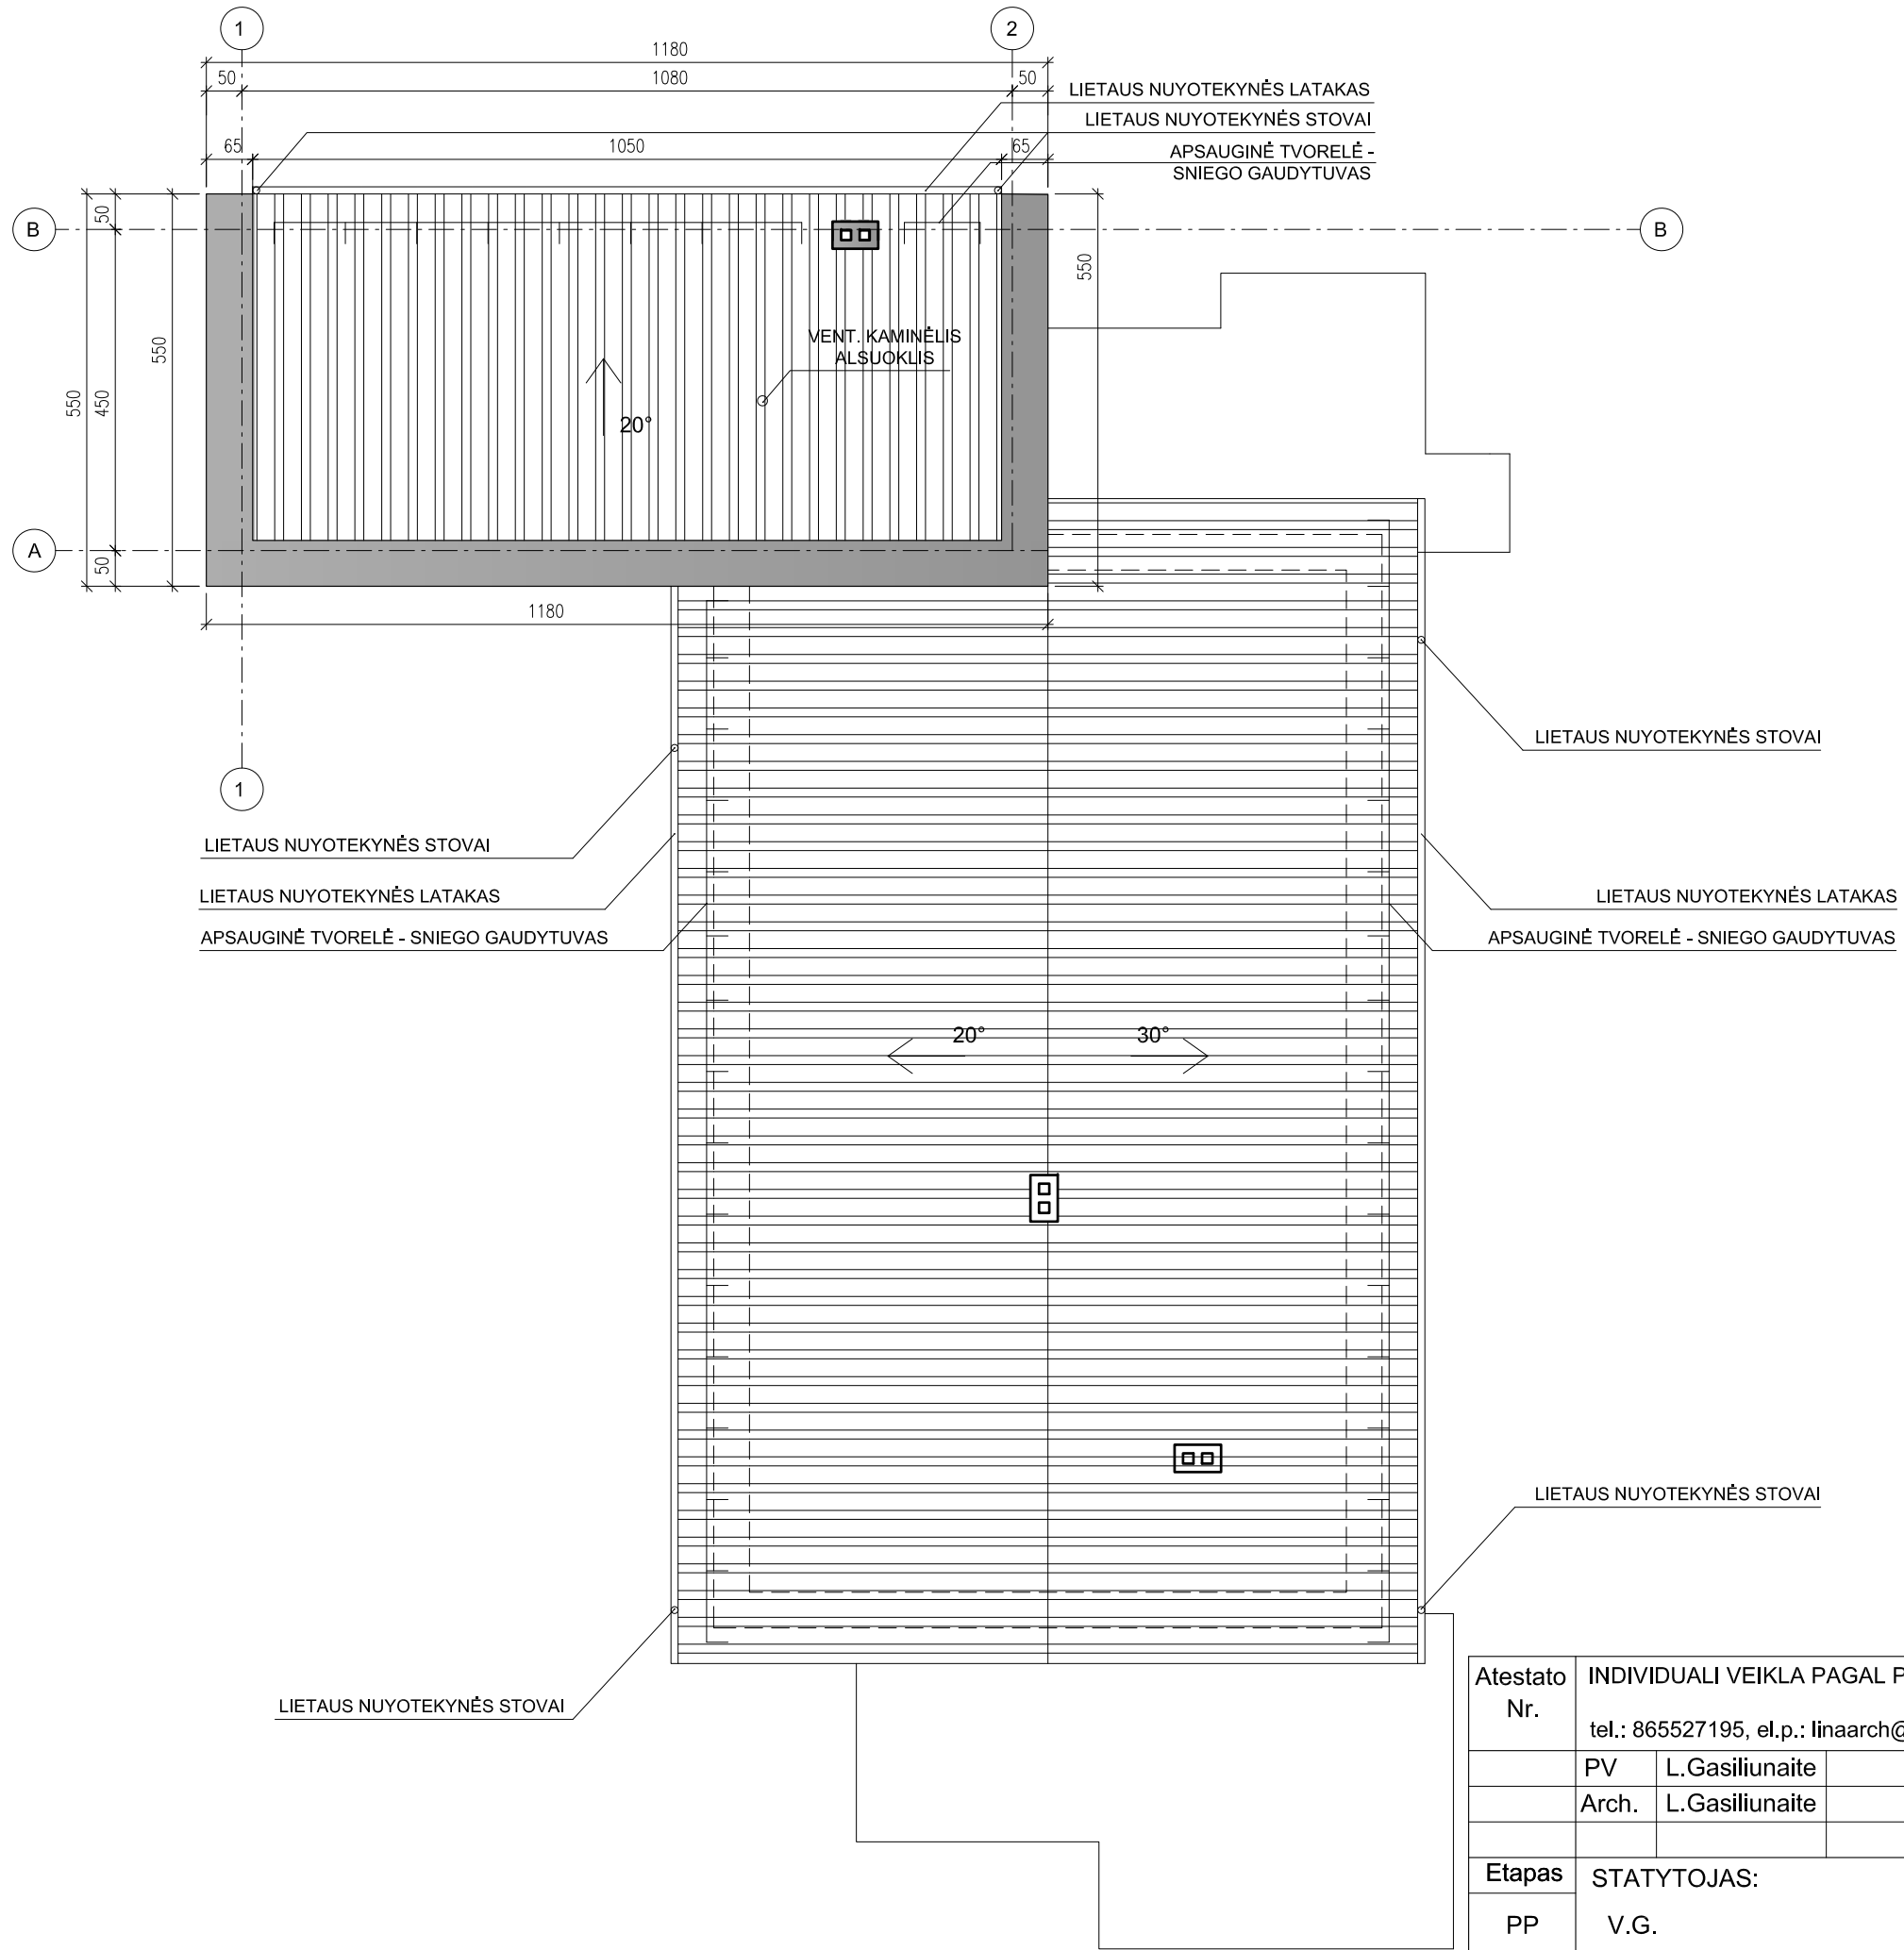 1
2
1180
50
1080
50
LIETAUS NUYOTEKYNĖS LATAKAS
LIETAUS NUYOTEKYNĖS STOVAI
65
1050
65
APSAUGINĖ TVORELĖ -
SNIEGO GAUDYTUVAS
B
50
B
550
VENT. KAMINĖLIS
ALSUOKLIS
550
550
450
20°
A
50
1180
LIETAUS NUYOTEKYNĖS STOVAI
1
LIETAUS NUYOTEKYNĖS STOVAI
LIETAUS NUYOTEKYNĖS LATAKAS
LIETAUS NUYOTEKYNĖS LATAKAS
APSAUGINĖ TVORELĖ - SNIEGO GAUDYTUVAS
APSAUGINĖ TVORELĖ - SNIEGO GAUDYTUVAS
20°
30°
LIETAUS NUYOTEKYNĖS STOVAI
LIETAUS NUYOTEKYNĖS STOVAI
Atestato
Nr.
INDIVIDUALI VEIKLA PAGAL P
tel.: 865527195, el.p.: linaarch@
PV L.Gasiliunaite
Arch. L.Gasiliunaite
Etapas
STATYTOJAS:
PP
V.G.